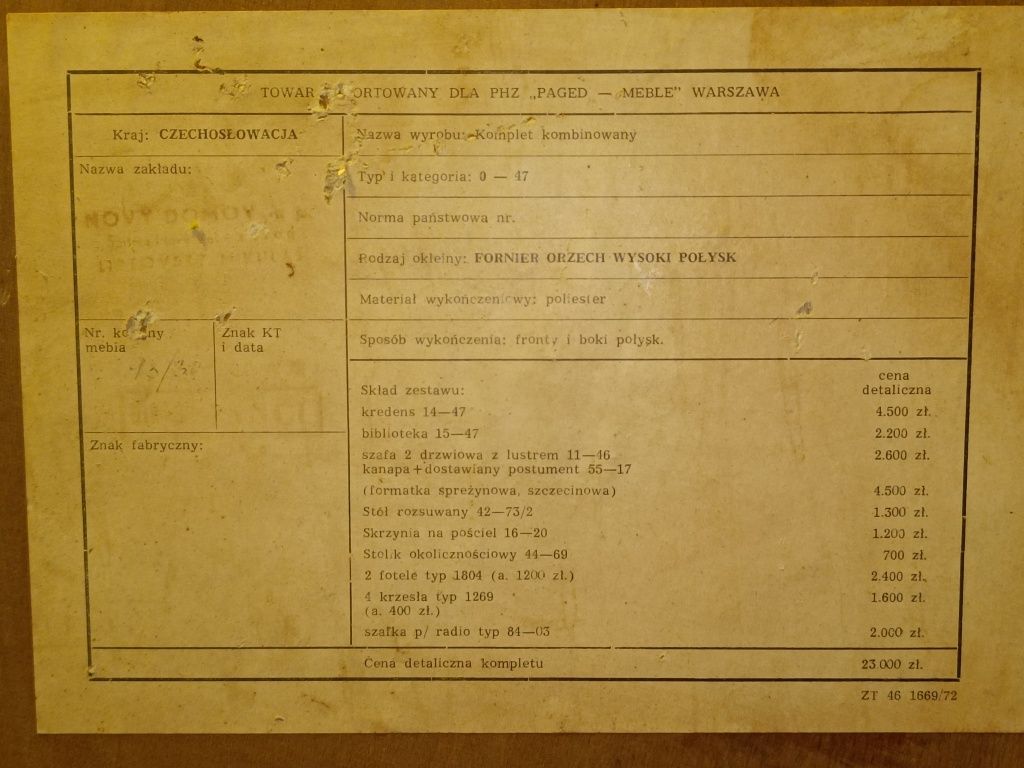 TOWAR ORTOWANY DLA PHZ „PAGED — MEBLE" WARSZAWA
Kraj: CZECHOSŁOWACJA
Nazwa zakładu:
Nr. ko ny
mebla
Znak KT
i data
Znak fabryczny:
Nazwa wyrobu: Komplet kombinowany
Typ i kategoria: 0 — 47
Norma państwowa nr.
Rodzaj okleiny: FORNIER ORZECH WYSOKI POŁYSK
Materiał wykończeniowy: poliester
Sposób wykończenia: fronty i boki połysk.
Skład zestawu: cena
detaliczna
kredens 14—47 4.500 zł.
biblioteka 15—47 2.200 zł.
szafa 2 drzwiowa z lustrem 11—46 2.600 zł.
kanapa + dostawiany postument 55—17
(formatka spreżynowa, szczecinowa) 4.500 zł.
Stół rozsuwany 42—73/2 1.300 zł.
Skrzynia na pościel 16—20 1.200 zł.
Stolik okolicznościowy 44—69 700 zł.
2 fotele typ 1804 (a. 1200 zł.) 2.400 zł.
4 krzesła typ 1269 1.600 zł.
(a. 400 zł.)
szafka p/ radio typ 84—03 2.000 zł.
Cena detaliczna kompletu 23.000 zł.
ZT 46 1669/72